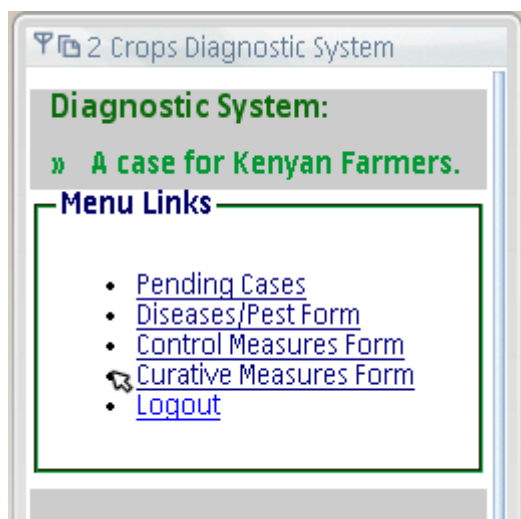 2 Crops Diagnostic System
Diagnostic System:
» A case for Kenyan Farmers.
Menu Links
• Pending Cases
• Diseases/Pest Form
• Control Measures Form
• Curative Measures Form
• Logout